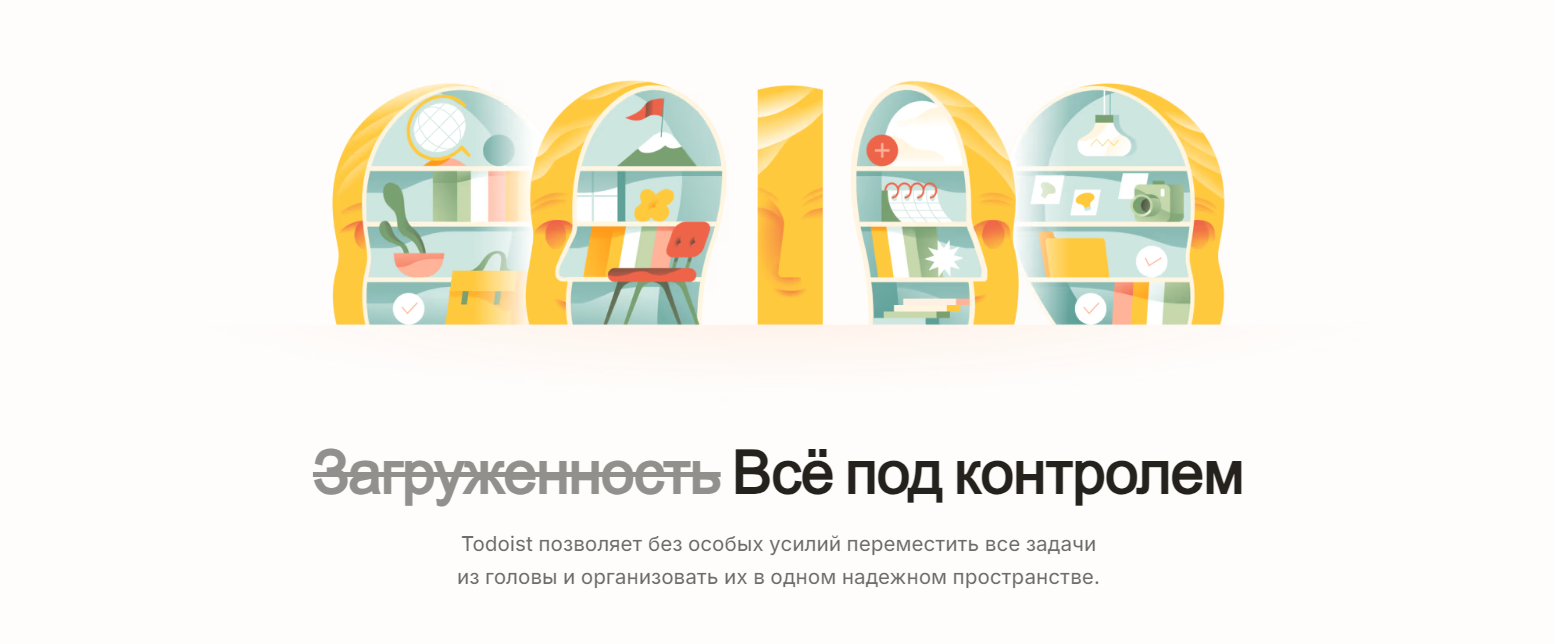 Загруженность Всё под контролем
Todoist позволяет без особых усилий переместить все задачи
из головы и организовать их в одном надежном пространстве.